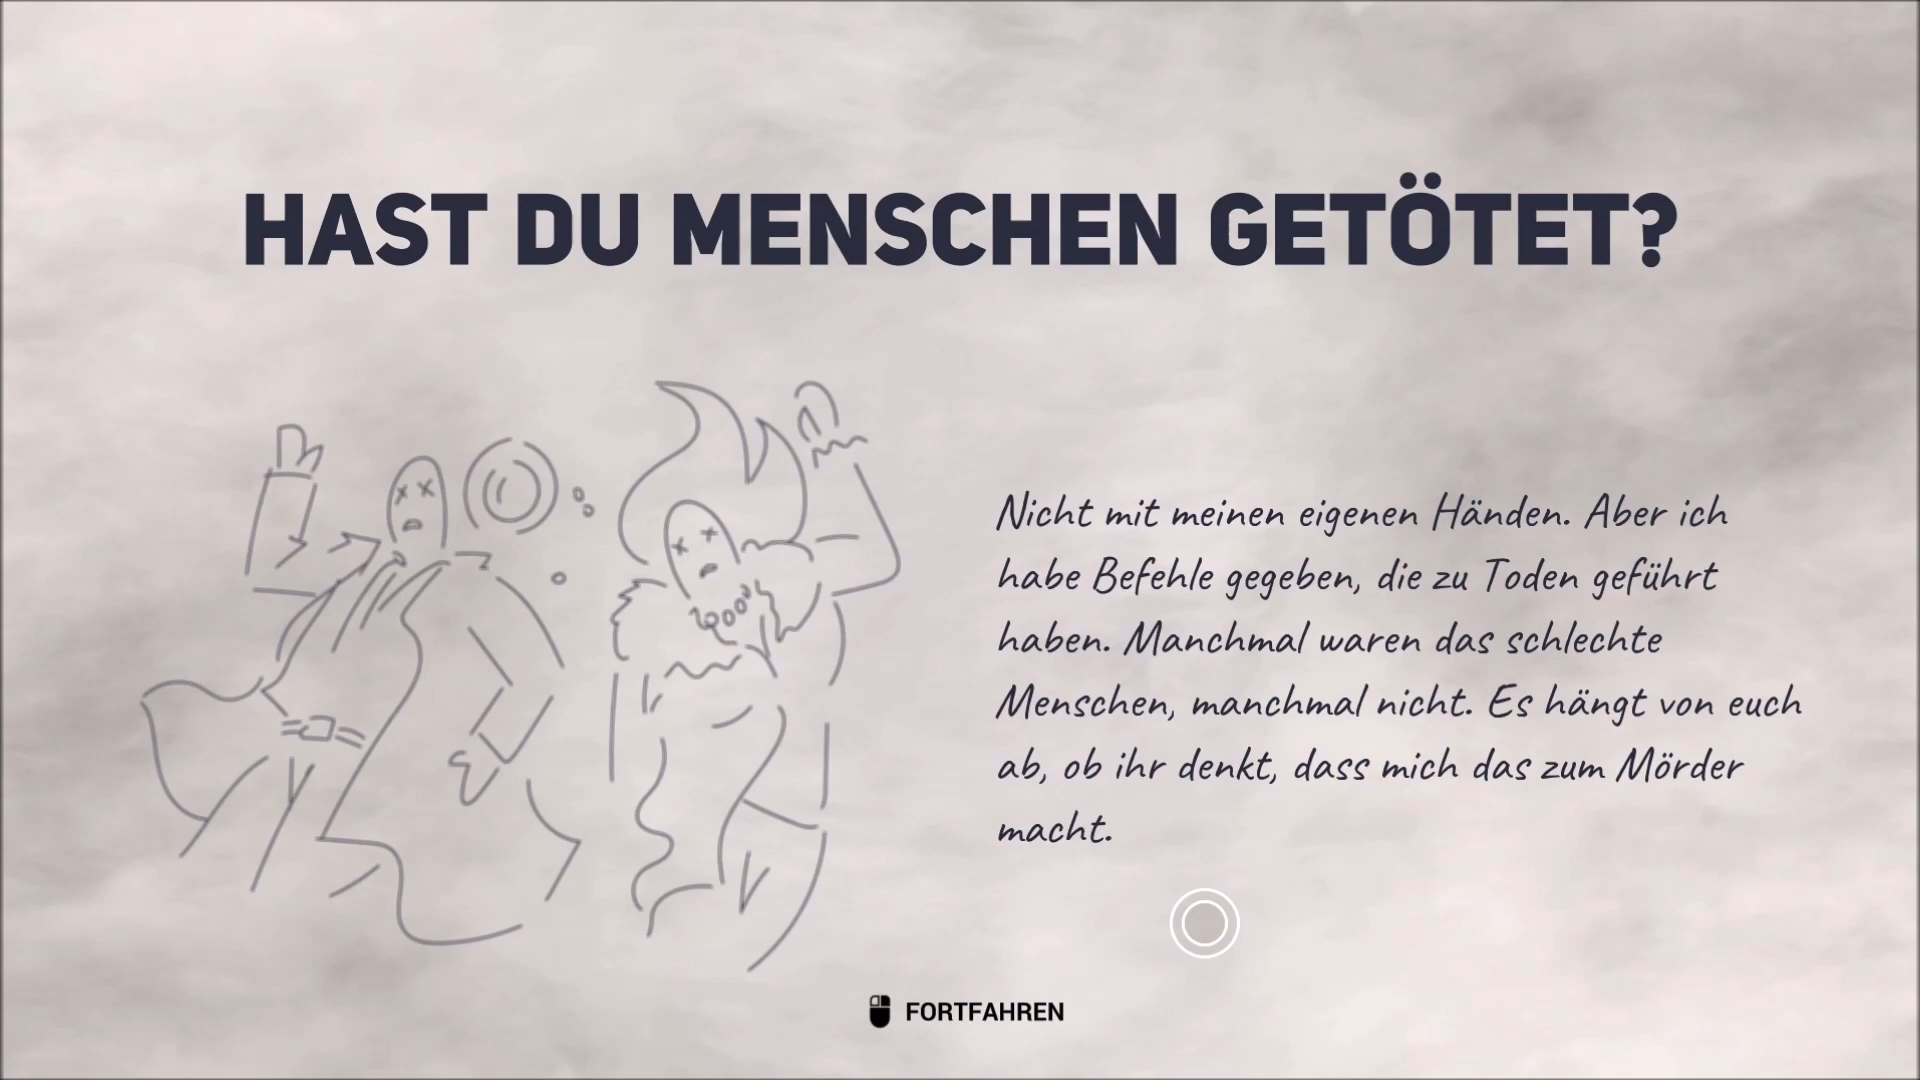 HAST DU MENSCHEN GETÖTET?
Nicht mit meinen eigenen Händen. Aber ich
habe Befehle gegeben, die zu Toden geführt
haben. Manchmal waren das schlechte
Menschen, manchmal nicht. Es hängt von euch
ab, ob ihr denkt, dass mich das zum Mörder
macht.
FORTFAHREN